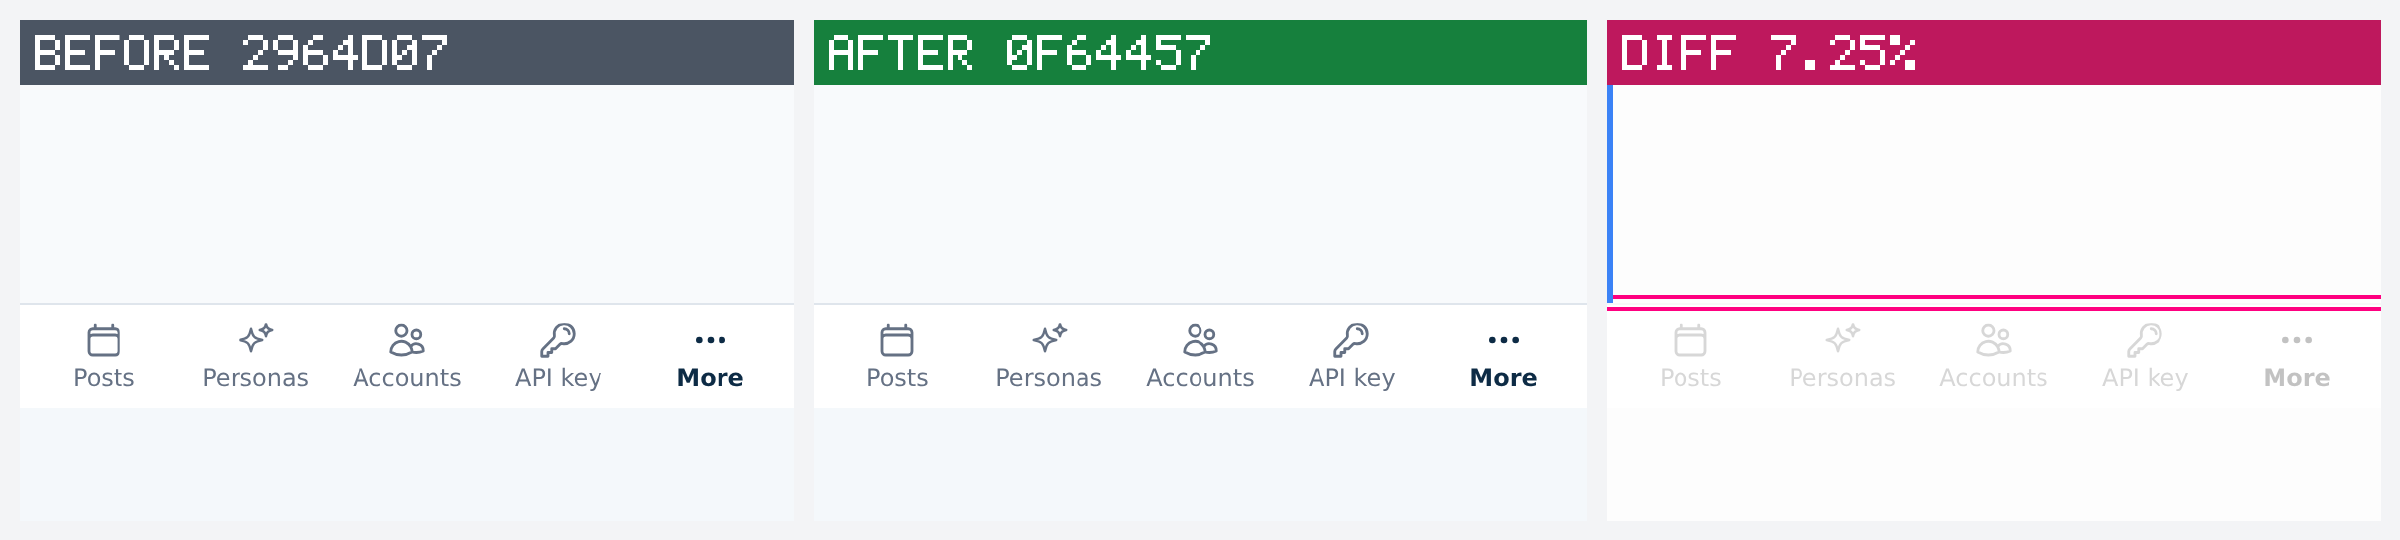 BEFORE 2964D07
Posts Personas Accounts API key More
AFTER 0F64457
Posts Personas Accounts API key More
DIFF 7.25%
Posts Personas Accounts API key More